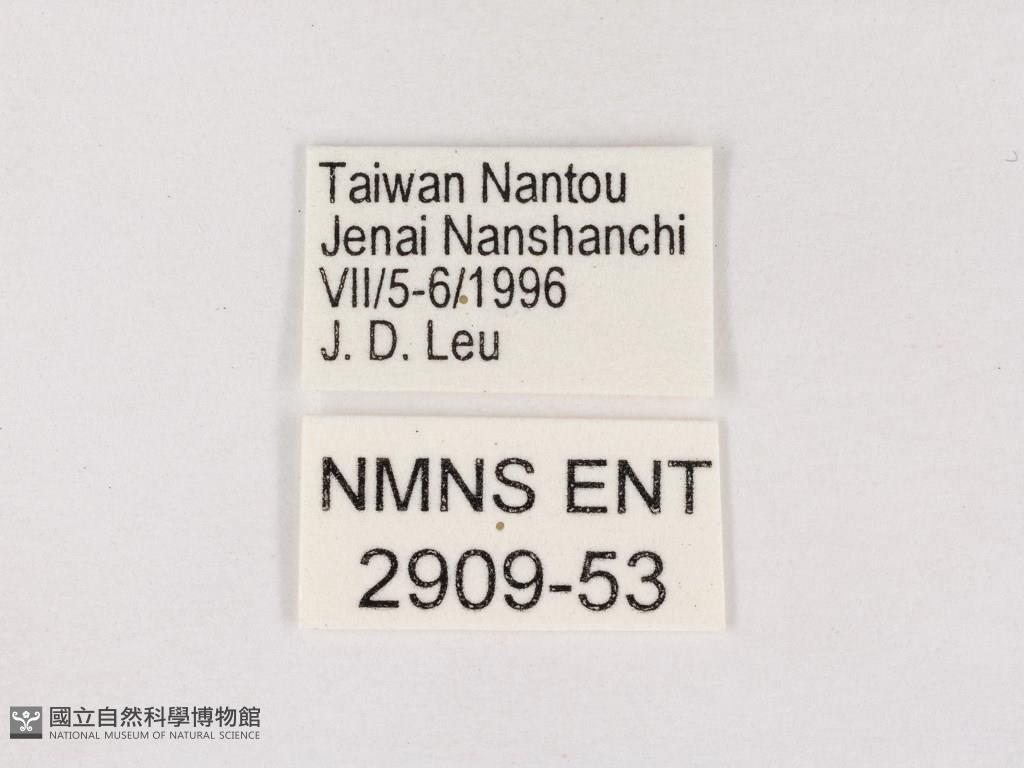 Taiwan Nantou
Jenai Nanshanchi
VII/5-6/1996
J. D. Leu
NMNS ENT
2909-53
國立自然科學博物館
NATIONAL MUSEUM OF NATURAL SCIENCE